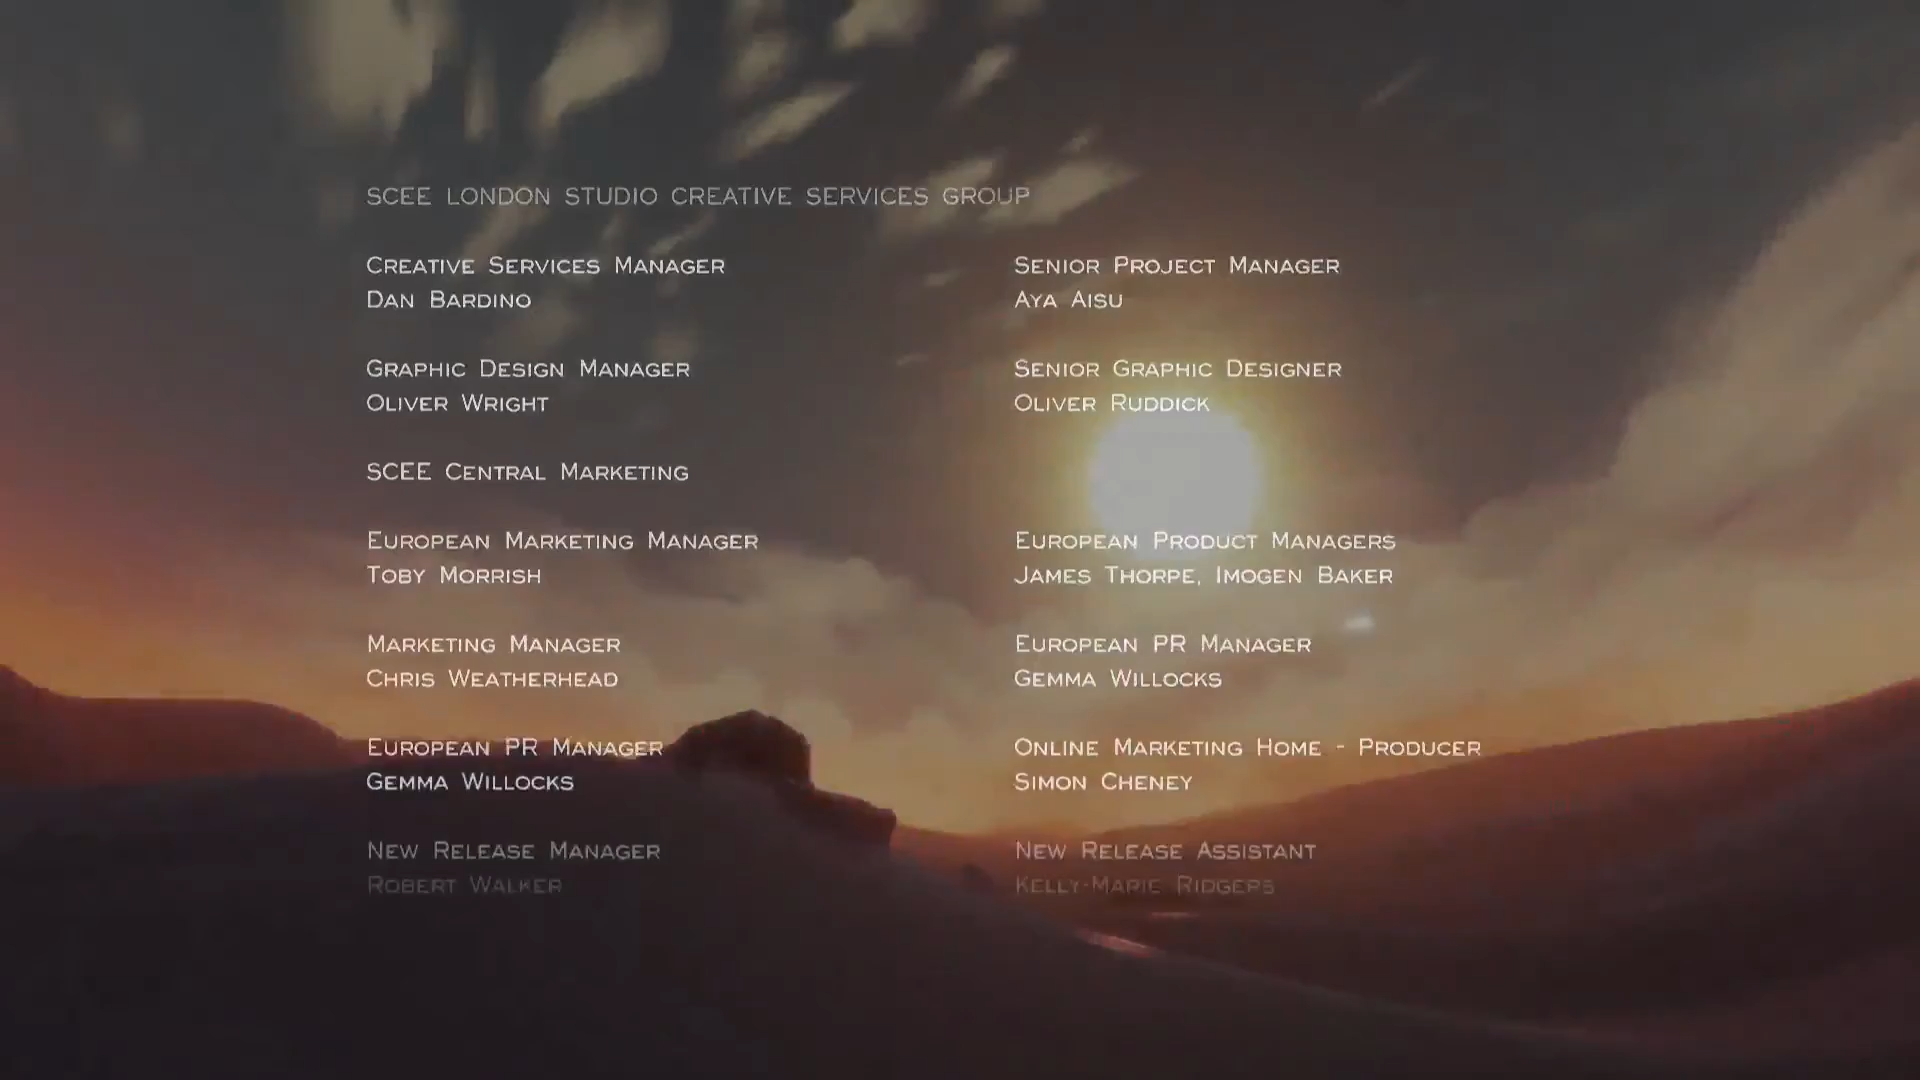 SCEE LONDON STUDIO CREATIVE SERVICES GROUP
CREATIVE SERVICES MANAGER
DAN BARDINO
SENIOR PROJECT MANAGER
AYA AISU
GRAPHIC DESIGN MANAGER
OLIVER WRIGHT
SENIOR GRAPHIC DESIGNER
OLIVER RUDDICK
SCEE CENTRAL MARKETING
EUROPEAN MARKETING MANAGER
TOBY MORRISH
EUROPEAN PRODUCT MANAGERS
JAMES THORPE, IMOGEN BAKER
MARKETING MANAGER
CHRIS WEATHERHEAD
EUROPEAN PR MANAGER
GEMMA WILLOCKS
EUROPEAN PR MANAGER
GEMMA WILLOCKS
ONLINE MARKETING HOME - PRODUCER
SIMON CHENEY
NEW RELEASE MANAGER
ROBERT WALKER
NEW RELEASE ASSISTANT
KELLY-MARIE RIDGERS